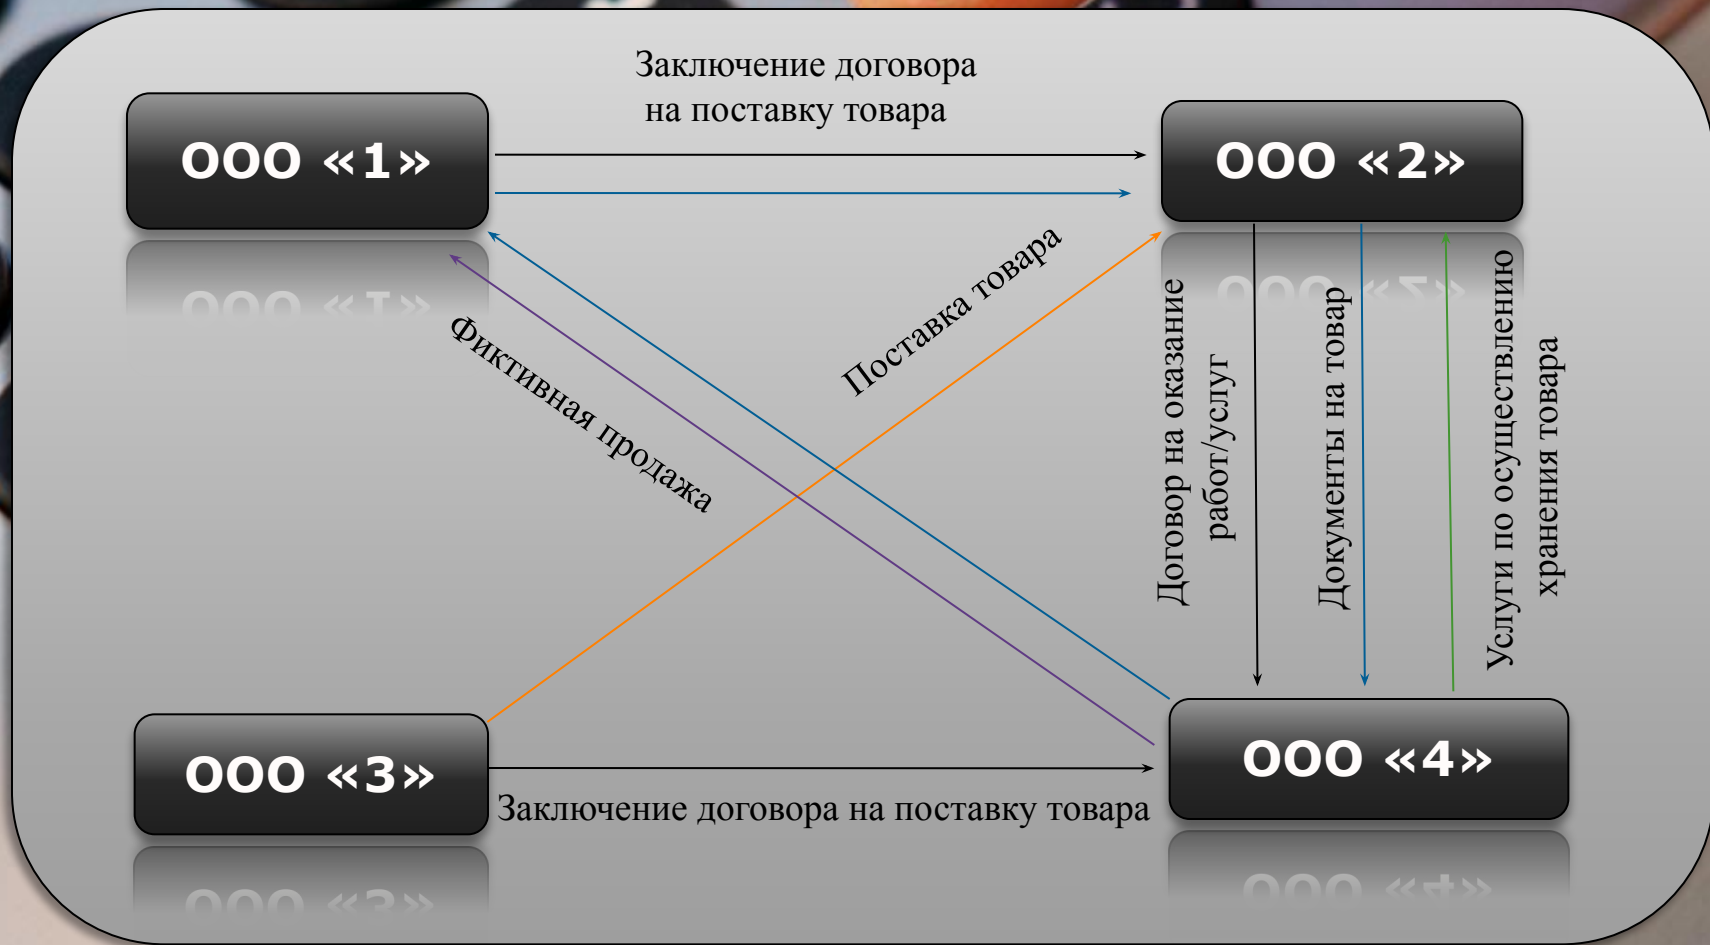 Заключение договора
на поставку товара
ООО «1»
ООО «2»
Фиктивная продажа
Поставка товара
Договор на оказание
работ/услуг
Документы на товар
Услуги по осуществлению
хранения товара
ООО «3»
ООО «4»
Заключение договора на поставку товара